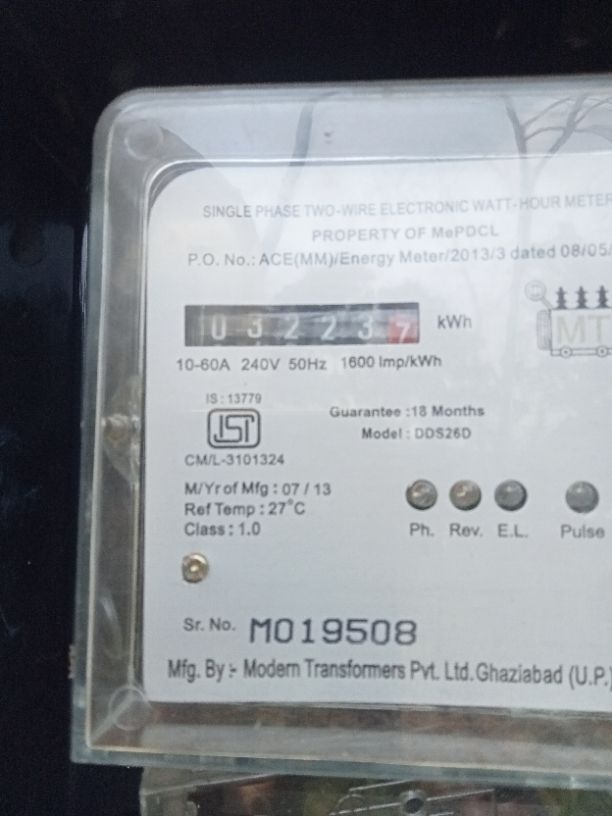 SINGLE PHASE TWO-WIRE ELECTRONIC WATT-HOUR METER
PROPERTY OF MePDCL
P.O. No.: ACE(MM)/Energy Meter/2013/3 dated 08/05/
032237 kWh
MT
10-60A 240V 50Hz 1600 Imp/kWh
IS : 13779
ISI
CM/L-3101324
Guarantee :18 Months
Model : DDS26D
M/Yr of Mfg : 07 / 13
Ref Temp : 27°C
Class : 1.0
Ph. Rev. E.L. Pulse
Sr. No. M019508
Mfg. By :- Modern Transformers Pvt. Ltd. Ghaziabad (U.P.)